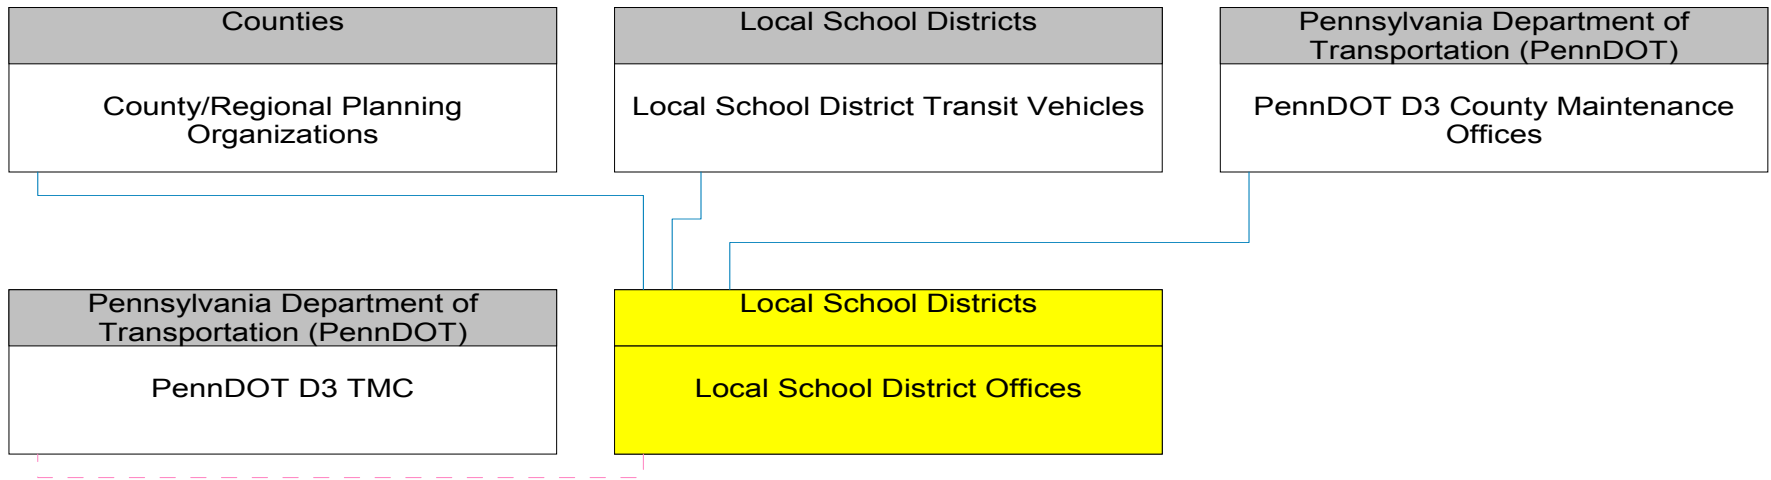 Counties
County/Regional Planning
Organizations
Local School Districts
Local School District Transit Vehicles
Pennsylvania Department of
Transportation (PennDOT)
PennDOT D3 County Maintenance
Offices
Pennsylvania Department of
Transportation (PennDOT)
PennDOT D3 TMC
Local School Districts
Local School District Offices